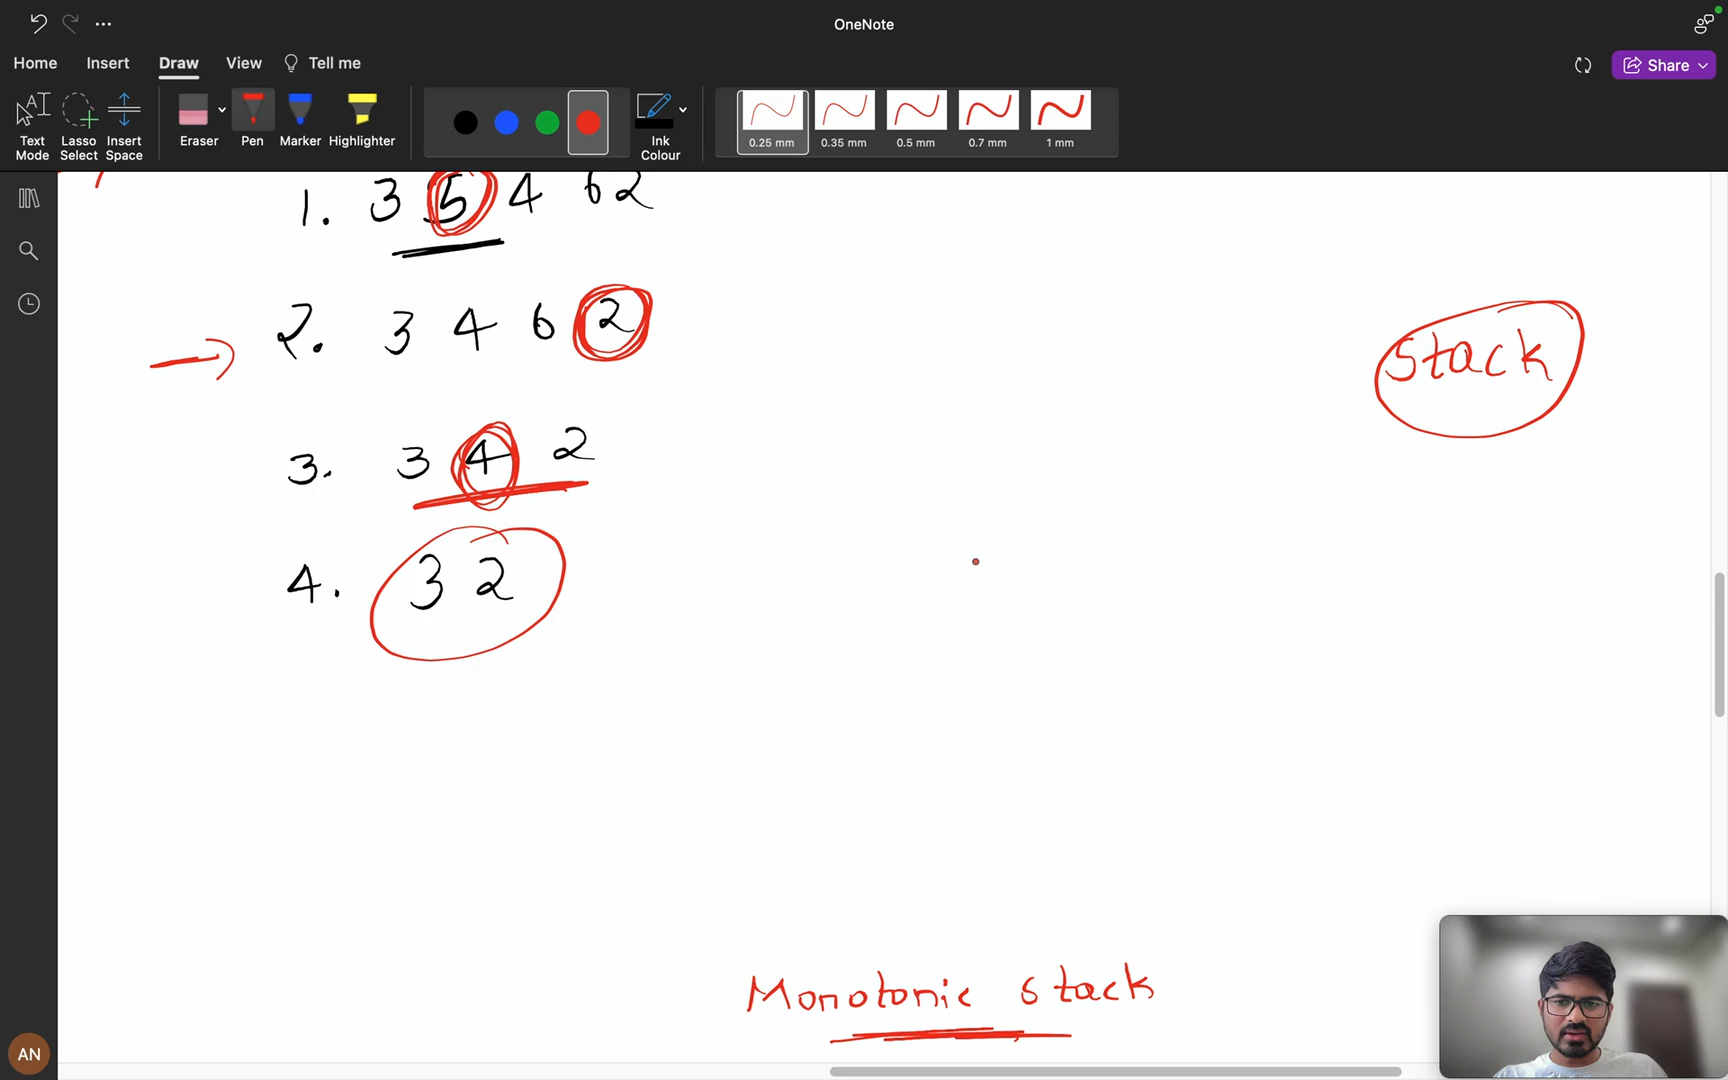 OneNote
Home Insert Draw View Tell me
Share
Text Mode
Lasso Select
Insert Space
Eraser
Pen
Marker
Highlighter
Ink Colour
0.25 mm
0.35 mm
0.5 mm
0.7 mm
1 mm
1. 3 5 4 6 2
2. 3 4 6 2
stack
3. 3 4 2
4. 3 2
Monotonic stack
AN